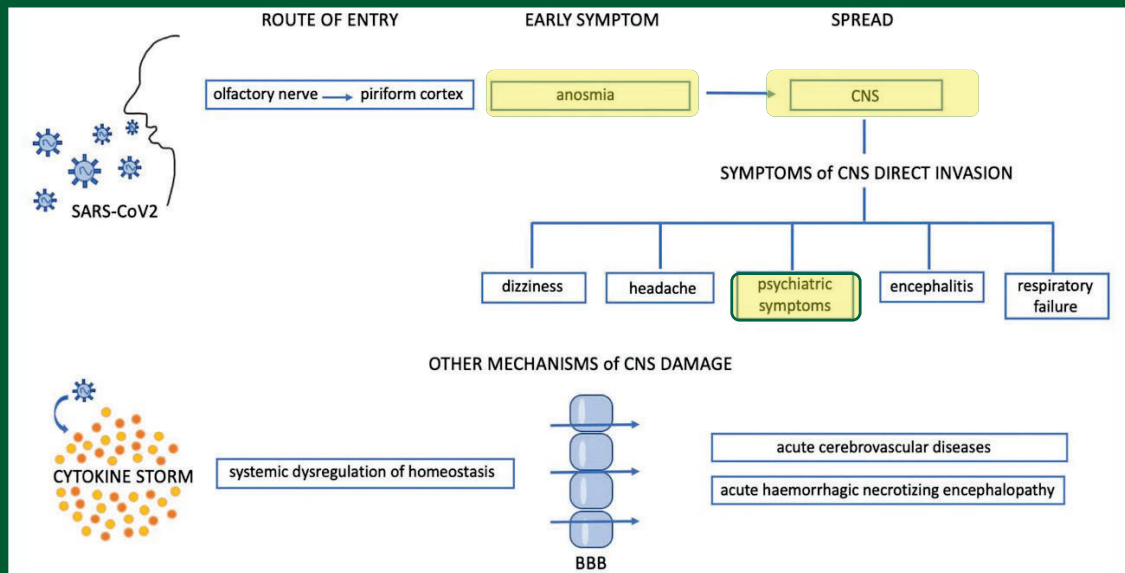 ROUTE OF ENTRY
EARLY SYMPTOM
SPREAD
olfactory nerve → piriform cortex
anosmia
CNS
SARS-CoV2
SYMPTOMS of CNS DIRECT INVASION
dizziness
headache
psychiatric
symptoms
encephalitis
respiratory
failure
OTHER MECHANISMS of CNS DAMAGE
CYTOKINE STORM
systemic dysregulation of homeostasis
BBB
acute cerebrovascular diseases
acute haemorrhagic necrotizing encephalopathy